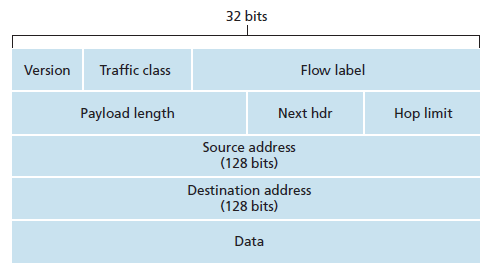 32 bits
Version Traffic class Flow label
Payload length Next hdr Hop limit
Source address
(128 bits)
Destination address
(128 bits)
Data